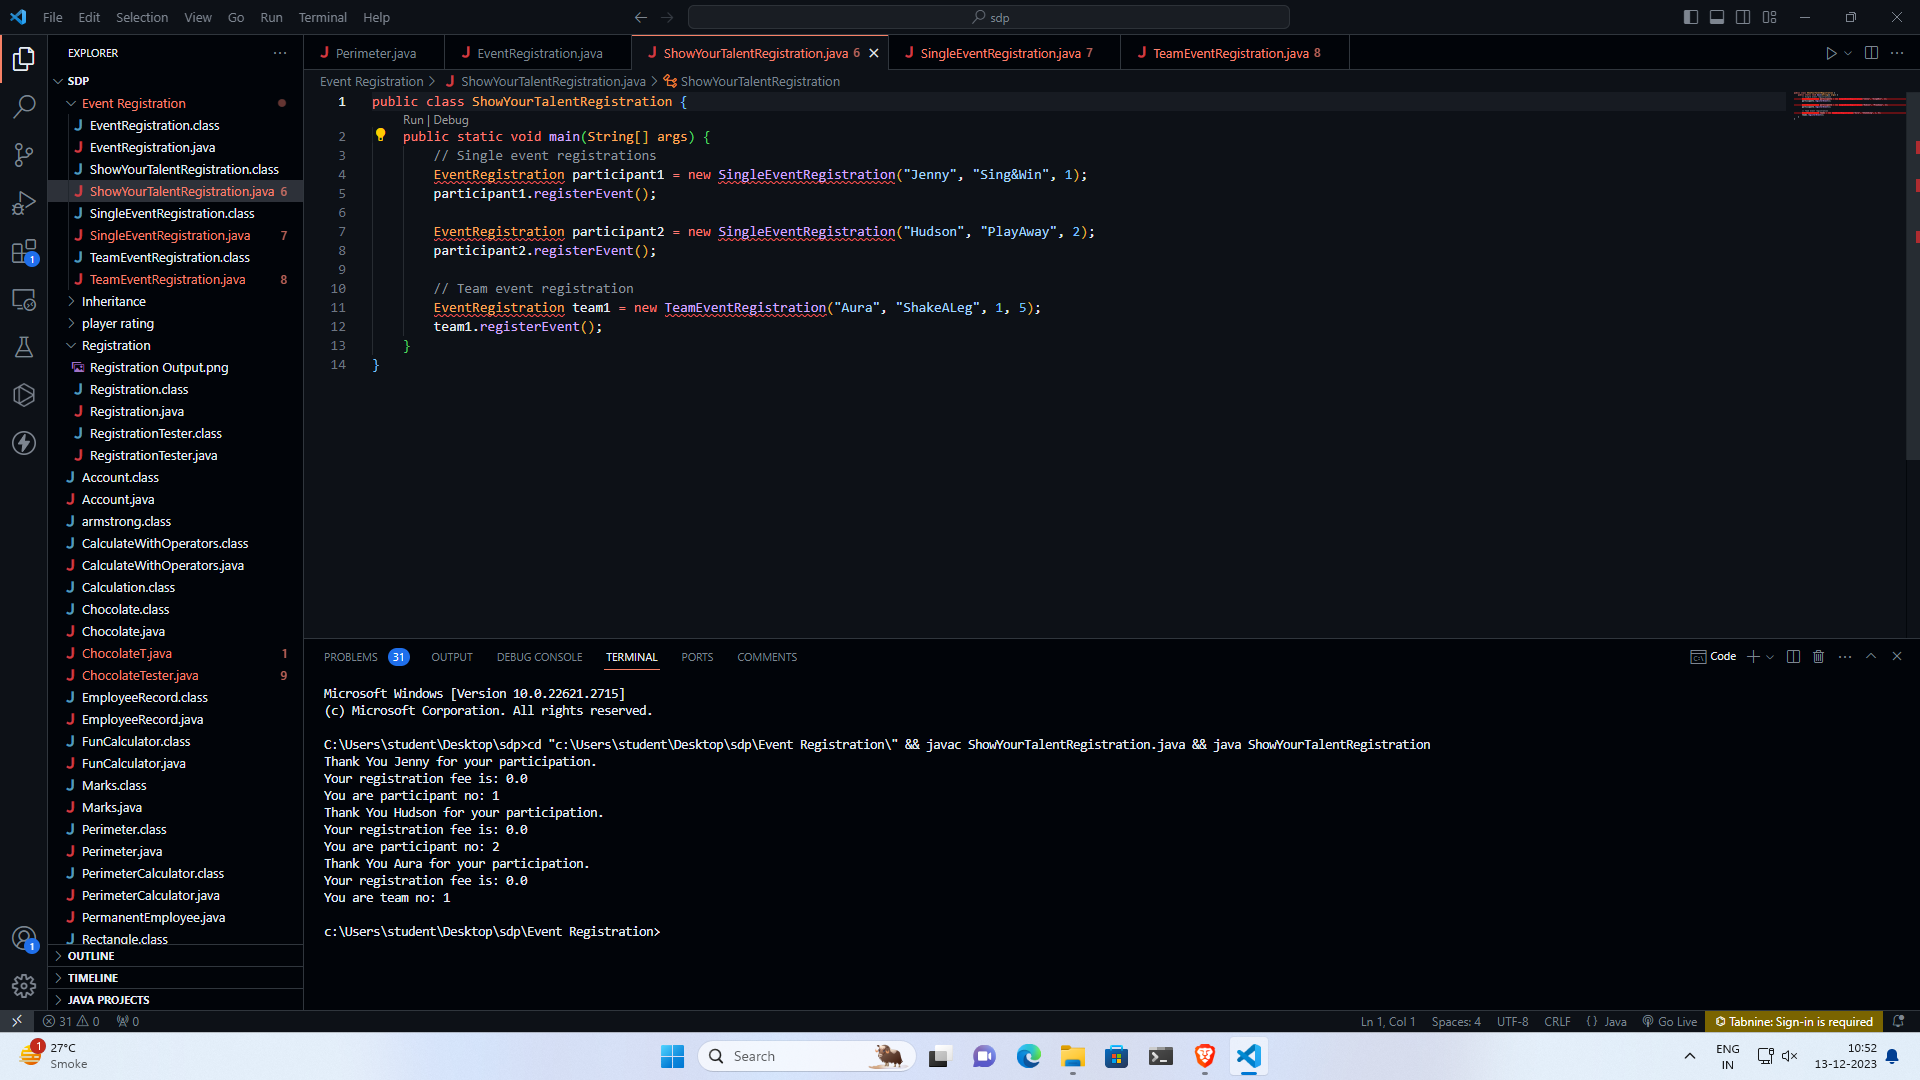 File Edit Selection View Go Run Terminal Help
sdp
EXPLORER
SDP
Event Registration
EventRegistration.class
EventRegistration.java
ShowYourTalentRegistration.class
ShowYourTalentRegistration.java 6
SingleEventRegistration.class
SingleEventRegistration.java 7
TeamEventRegistration.class
TeamEventRegistration.java 8
Inheritance
player rating
Registration
Registration Output.png
Registration.class
Registration.java
RegistrationTester.class
RegistrationTester.java
Account.class
Account.java
armstrong.class
CalculateWithOperators.class
CalculateWithOperators.java
Calculation.class
Chocolate.class
Chocolate.java
ChocolateT.java 1
ChocolateTester.java 9
EmployeeRecord.class
EmployeeRecord.java
FunCalculator.class
FunCalculator.java
Marks.class
Marks.java
Perimeter.class
Perimeter.java
PerimeterCalculator.class
PerimeterCalculator.java
PermanentEmployee.java
Rectangle.class
OUTLINE
TIMELINE
JAVA PROJECTS
1
1
Perimeter.java EventRegistration.java ShowYourTalentRegistration.java 6 SingleEventRegistration.java 7 TeamEventRegistration.java 8
Event Registration > ShowYourTalentRegistration.java > ShowYourTalentRegistration
1 public class ShowYourTalentRegistration {
Run | Debug
2 public static void main(String[] args) {
3 // Single event registrations
4 EventRegistration participant1 = new SingleEventRegistration("Jenny", "Sing&Win", 1);
5 participant1.registerEvent();
6
7 EventRegistration participant2 = new SingleEventRegistration("Hudson", "PlayAway", 2);
8 participant2.registerEvent();
9
10 // Team event registration
11 EventRegistration team1 = new TeamEventRegistration("Aura", "ShakeALeg", 1, 5);
12 team1.registerEvent();
13 }
14 }
PROBLEMS 31 OUTPUT DEBUG CONSOLE TERMINAL PORTS COMMENTS
Code
Microsoft Windows [Version 10.0.22621.2715]
(c) Microsoft Corporation. All rights reserved.
C:\Users\student\Desktop\sdp>cd "c:\Users\student\Desktop\sdp\Event Registration\" && javac ShowYourTalentRegistration.java && java ShowYourTalentRegistration
Thank You Jenny for your participation.
Your registration fee is: 0.0
You are participant no: 1
Thank You Hudson for your participation.
Your registration fee is: 0.0
You are participant no: 2
Thank You Aura for your participation.
Your registration fee is: 0.0
You are team no: 1
c:\Users\student\Desktop\sdp\Event Registration>
31 0 0
Ln 1, Col 1 Spaces: 4 UTF-8 CRLF {} Java Go Live Tabnine: Sign-in is required
1
27°C
Smoke
Search
ENG
IN
10:52
13-12-2023